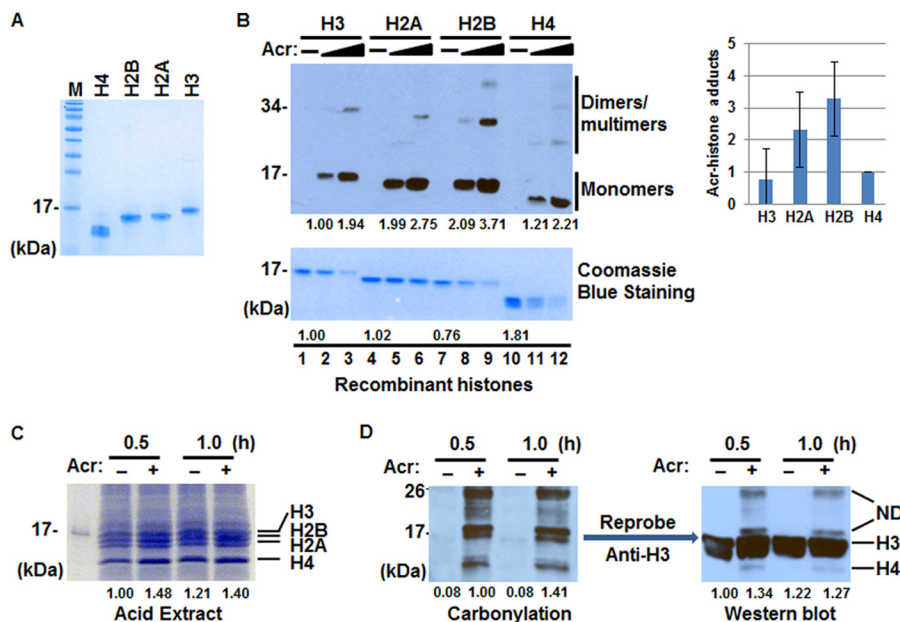 A
M H4 H2B H2A H3
17-
(kDa)
B
H3 H2A H2B H4
Acr: – – – –
34-
17-
Dimers/
multimers
Monomers
1.00 1.94 1.99 2.75 2.09 3.71 1.21 2.21
17-
(kDa)
Coomassie
Blue Staining
1.00 1.02 0.76 1.81
1 2 3 4 5 6 7 8 9 10 11 12
Recombinant histones
Acr-histone adducts
5
4
3
2
1
0
H3 H2A H2B H4
C
0.5 1.0 (h)
Acr: – + – +
17-
(kDa)
H3
H2B
H2A
H4
1.00 1.48 1.21 1.40
Acid Extract
D
0.5 1.0 (h)
Acr: – + – +
26-
17-
(kDa)
0.08 1.00 0.08 1.41
Carbonylation
Reprobe
Anti-H3
0.5 1.0 (h)
Acr: – + – +
ND
H3
H4
1.00 1.34 1.22 1.27
Western blot